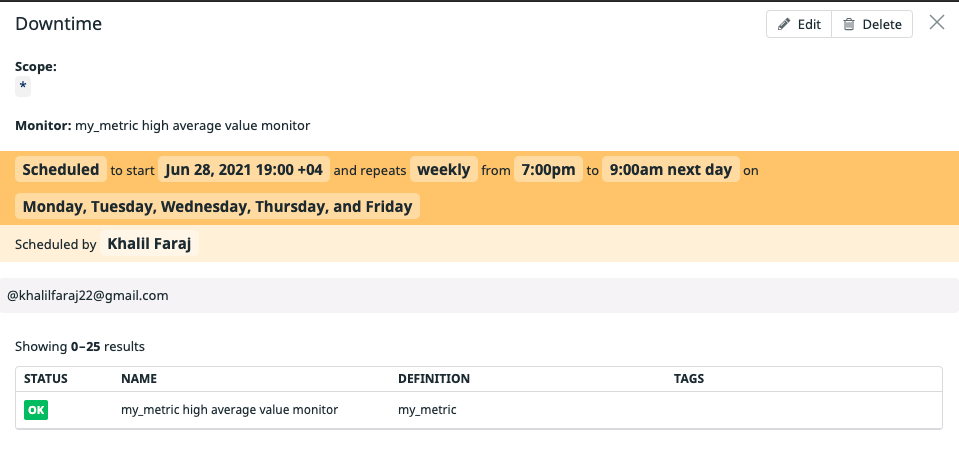 Downtime
Edit
Delete
Scope:
*
Monitor: my_metric high average value monitor
Scheduled to start Jun 28, 2021 19:00 +04 and repeats weekly from 7:00pm to 9:00am next day on
Monday, Tuesday, Wednesday, Thursday, and Friday
Scheduled by Khalil Faraj
@khalilfaraj22@gmail.com
Showing 0–25 results
STATUS NAME DEFINITION TAGS
OK my_metric high average value monitor my_metric